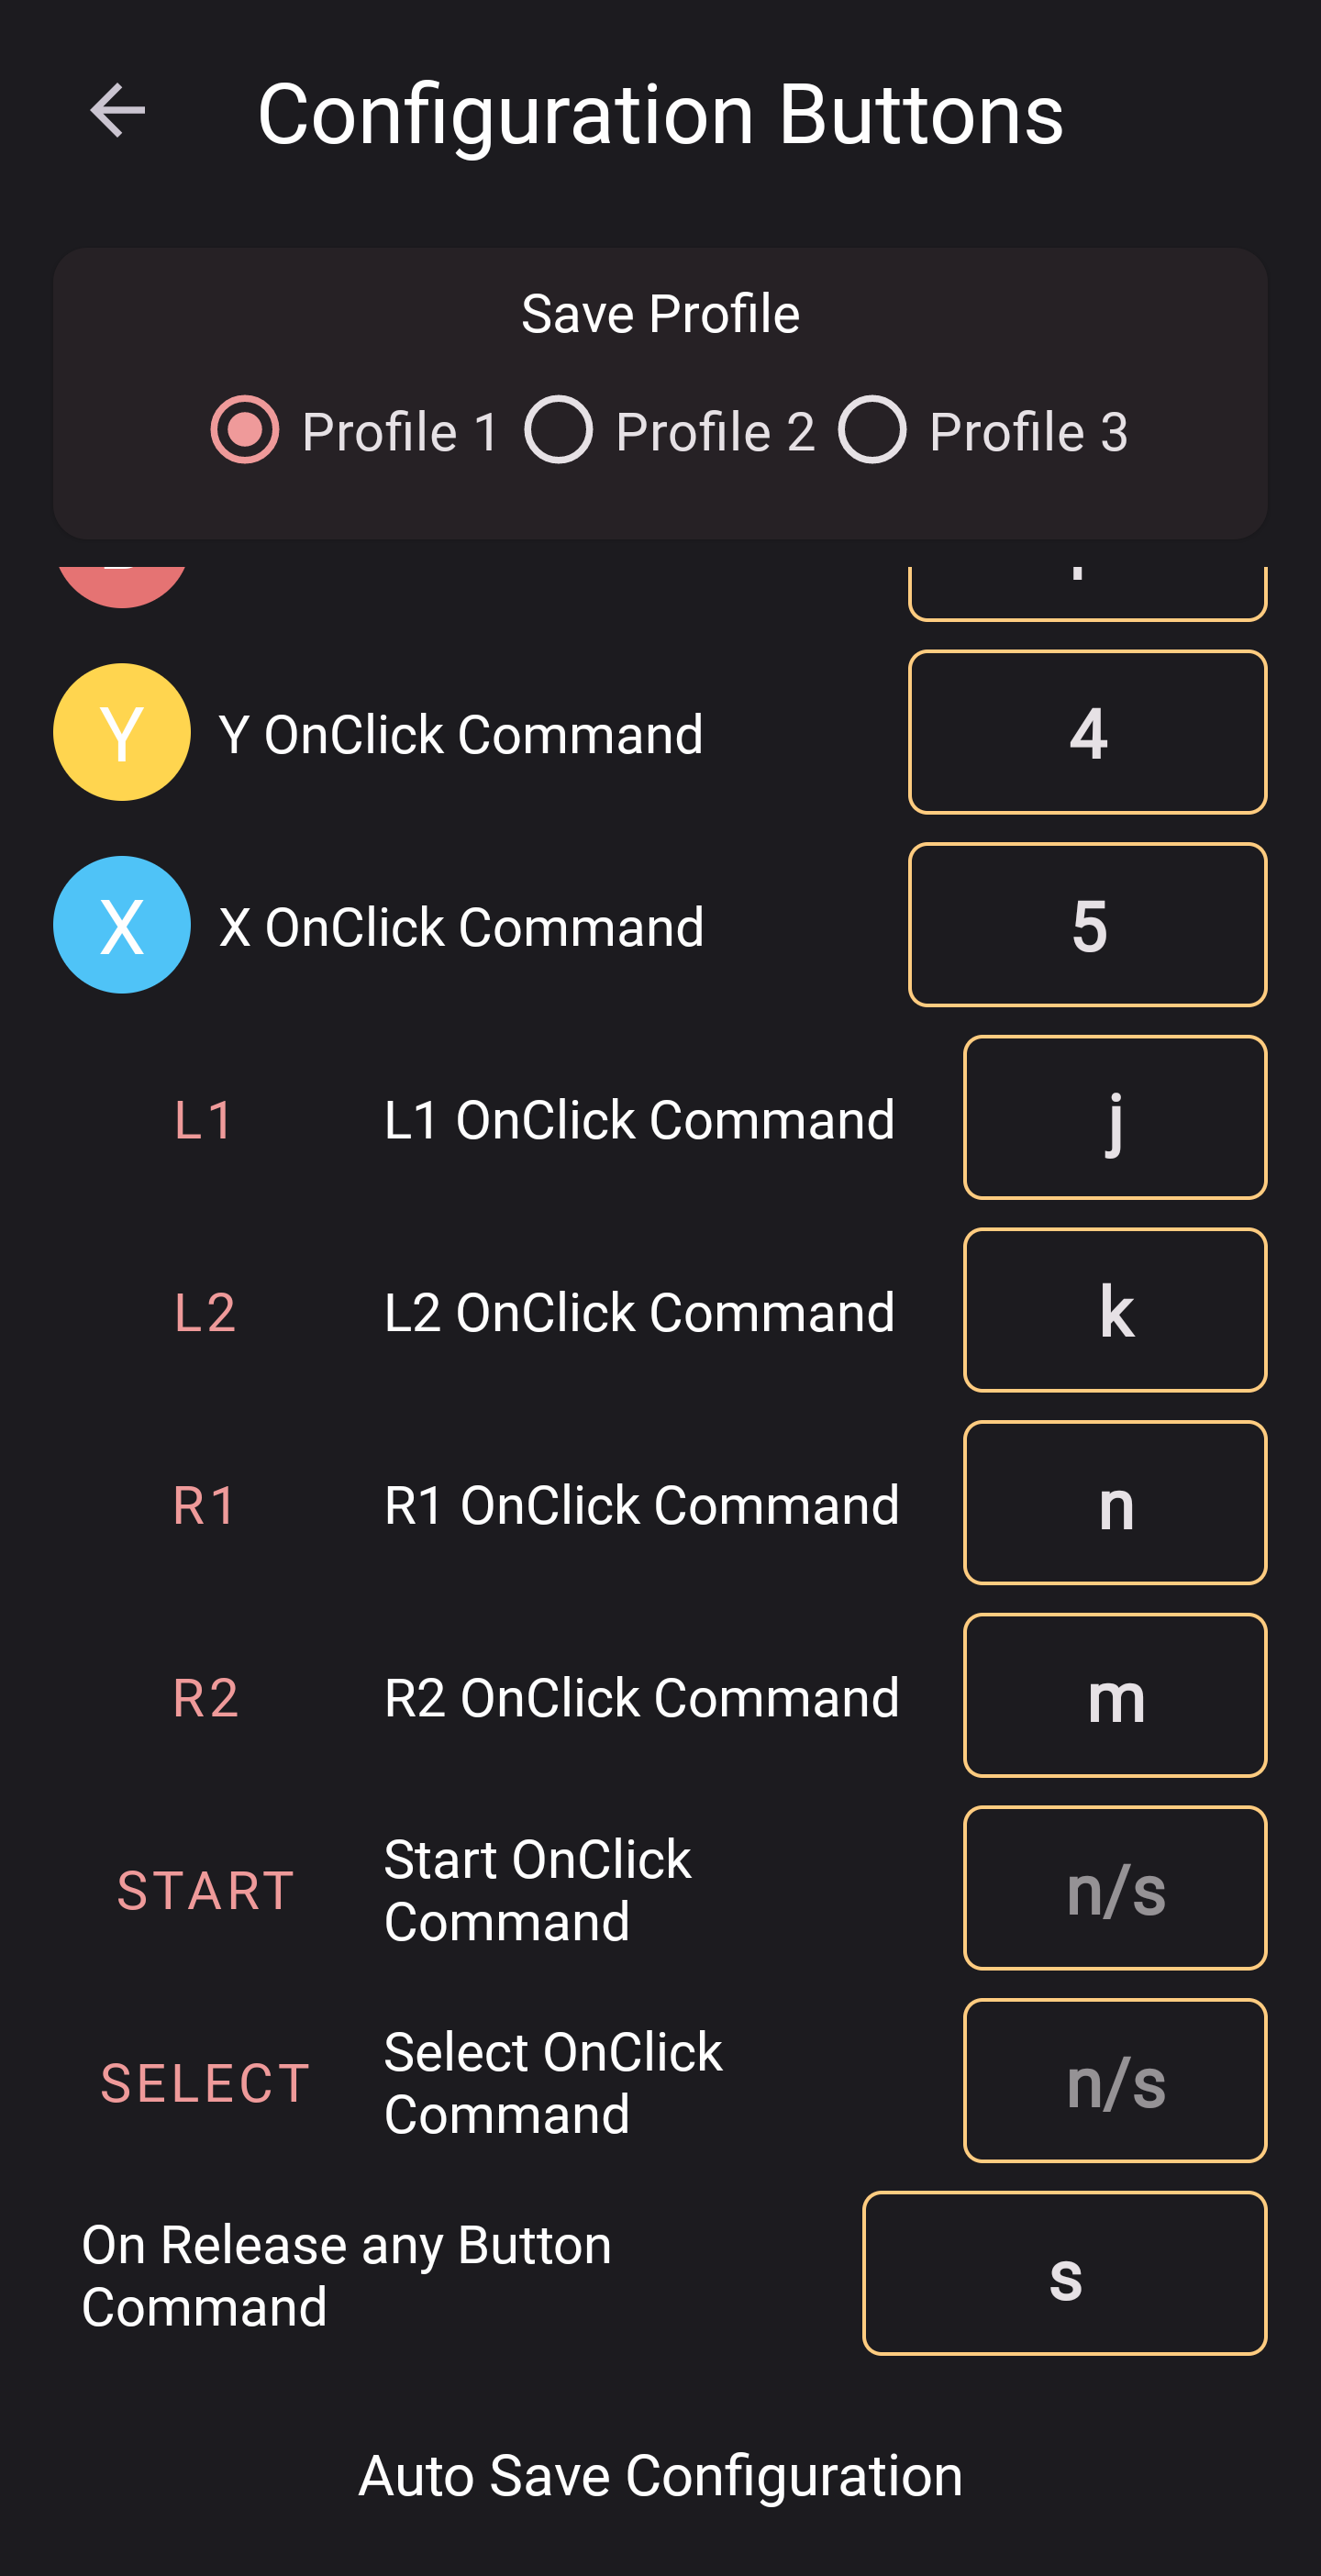 Configuration Buttons
Save Profile
Profile 1 Profile 2 Profile 3
Y Y OnClick Command 4
X X OnClick Command 5
L1 L1 OnClick Command j
L2 L2 OnClick Command k
R1 R1 OnClick Command n
R2 R2 OnClick Command m
START Start OnClick
Command n/s
SELECT Select OnClick
Command n/s
On Release any Button
Command s
Auto Save Configuration